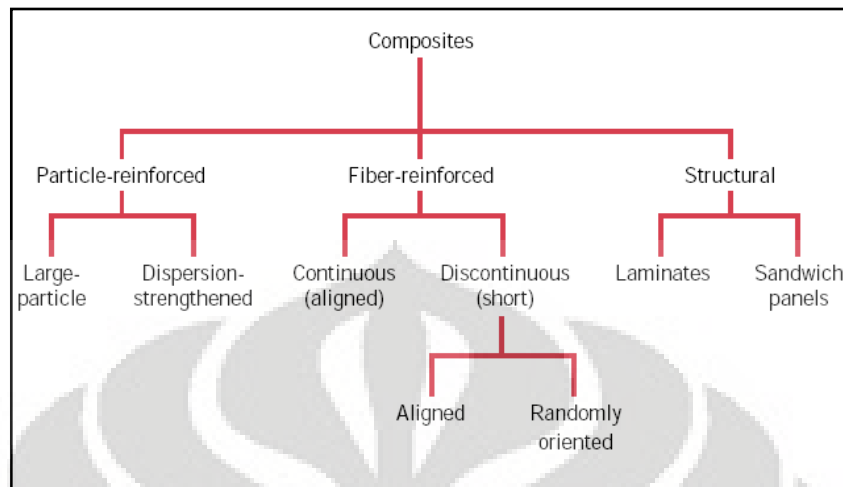 Composites
Particle-reinforced
Fiber-reinforced
Structural
Large-
particle
Dispersion-
strengthened
Continuous
(aligned)
Discontinuous
(short)
Laminates
Sandwich
panels
Aligned
Randomly
oriented